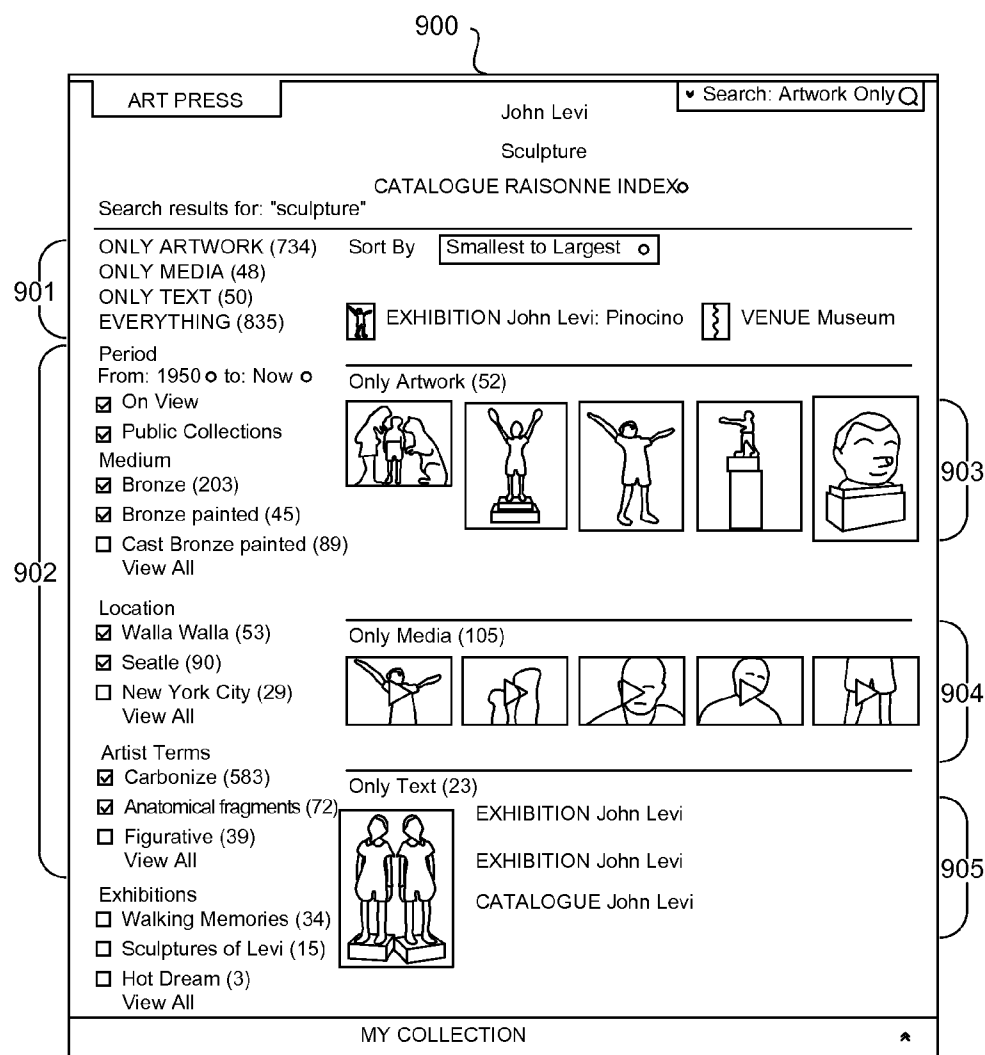 900
ART PRESS
Search: Artwork Only
John Levi
Sculpture
CATALOGUE RAISONNE INDEX
Search results for: "sculpture"
901
ONLY ARTWORK (734)
ONLY MEDIA (48)
ONLY TEXT (50)
EVERYTHING (835)
Sort By Smallest to Largest
EXHIBITION John Levi: Pinocino
VENUE Museum
902
Period
From: 1950 to: Now
On View
Public Collections
Medium
Bronze (203)
Bronze painted (45)
Cast Bronze painted (89)
View All
Location
Walla Walla (53)
Seatle (90)
New York City (29)
View All
Artist Terms
Carbonize (583)
Anatomical fragments (72)
Figurative (39)
View All
Exhibitions
Walking Memories (34)
Sculptures of Levi (15)
Hot Dream (3)
View All
Only Artwork (52)
903
Only Media (105)
904
Only Text (23)
EXHIBITION John Levi
EXHIBITION John Levi
CATALOGUE John Levi
905
MY COLLECTION